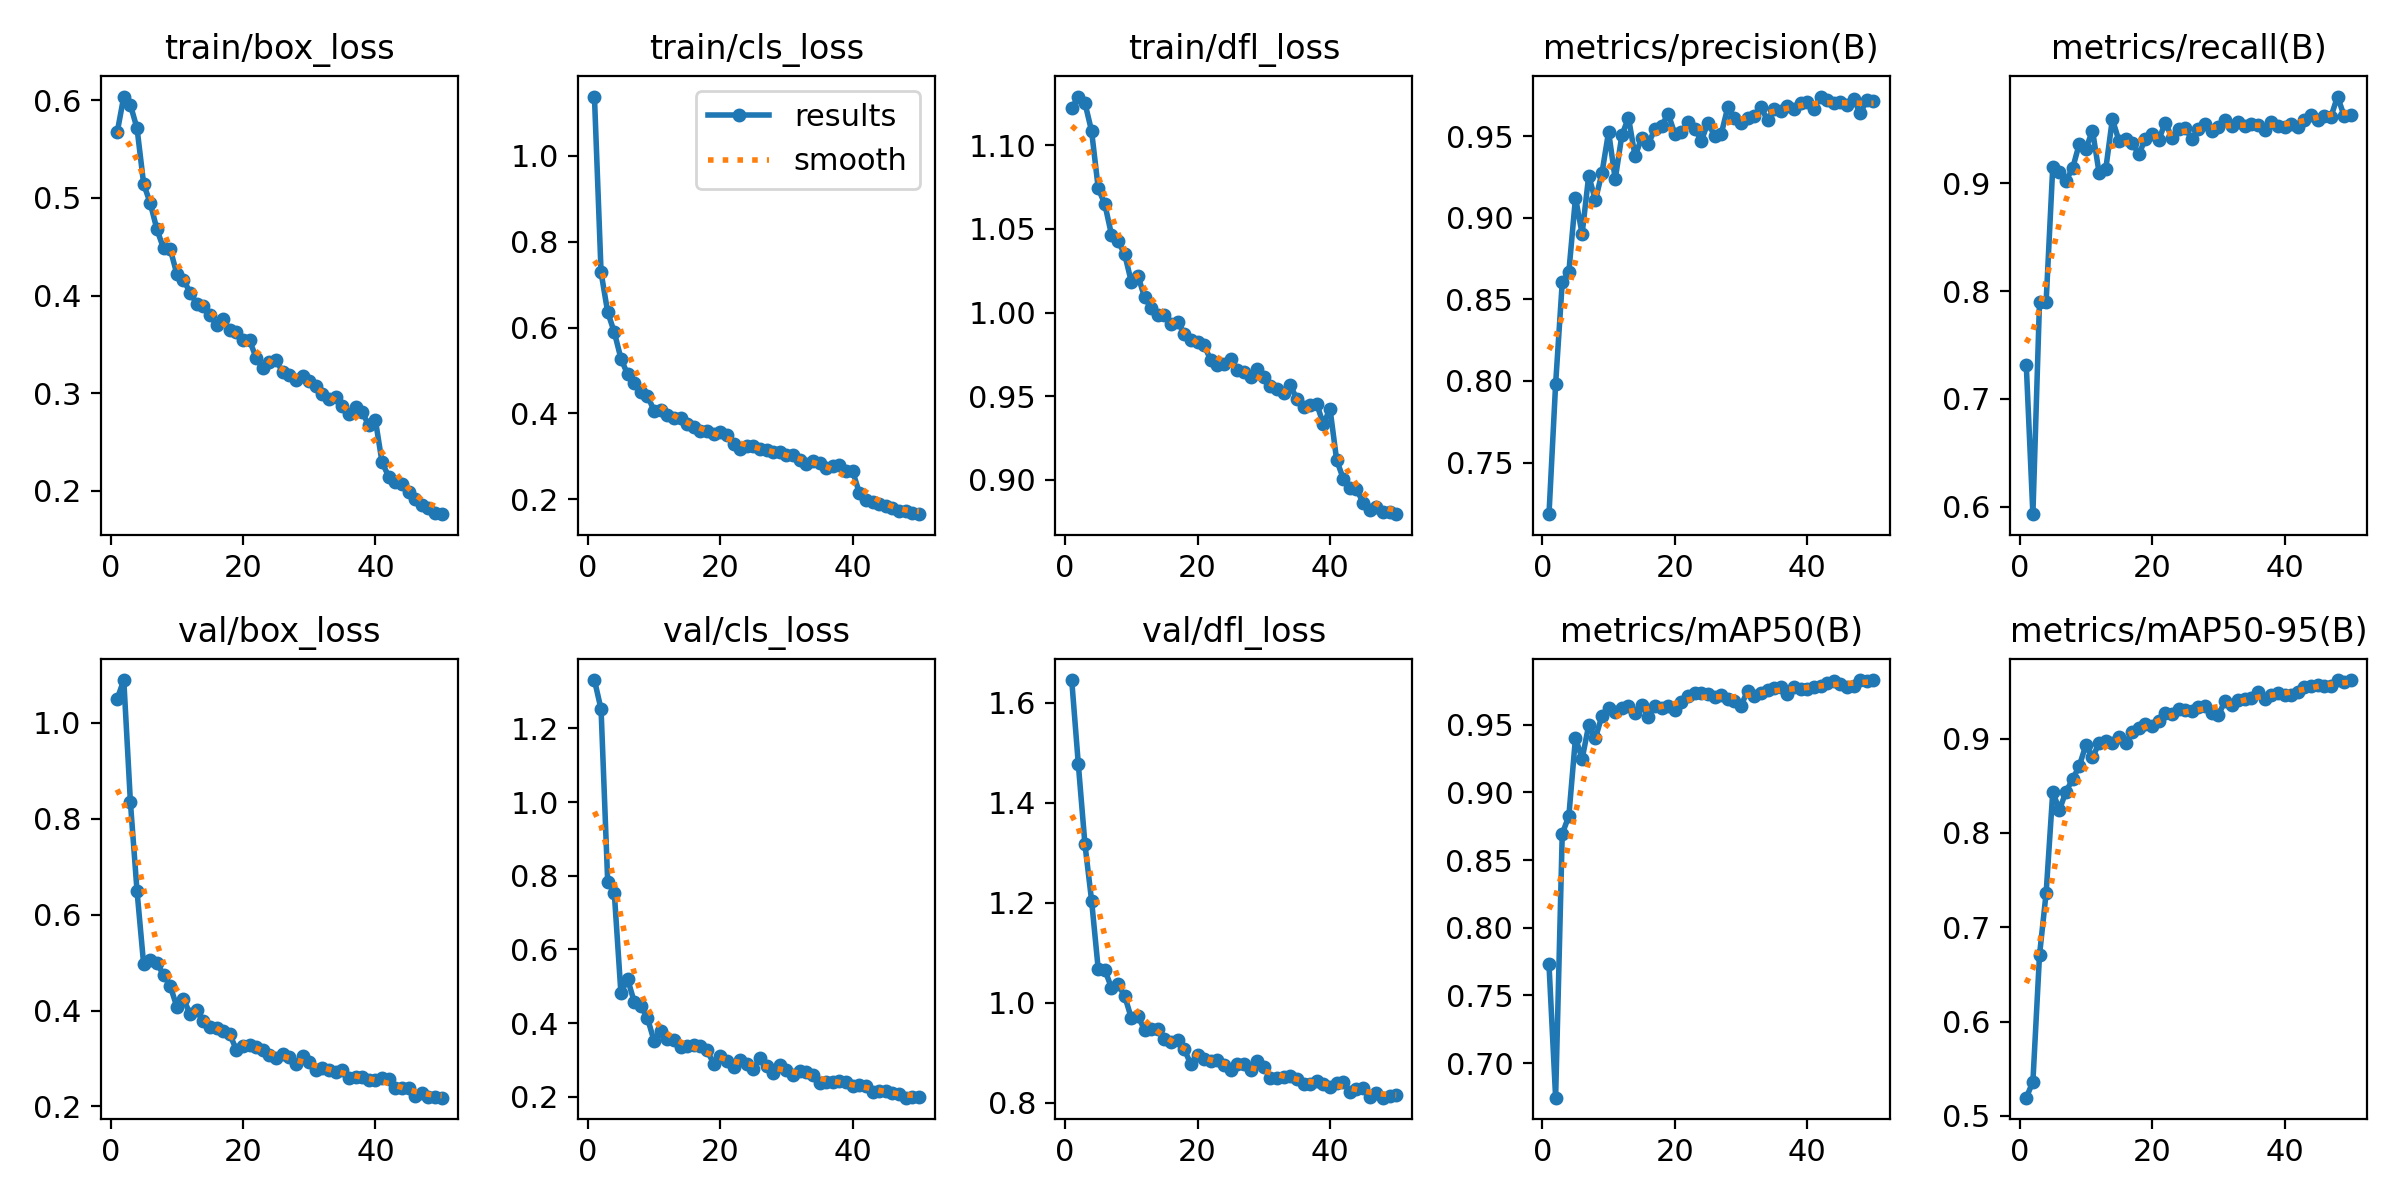 train/box_loss
0.6
0.5
0.4
0.3
0.2
0 20 40
train/cls_loss
results
smooth
1.0
0.8
0.6
0.4
0.2
0 20 40
train/dfl_loss
1.10
1.05
1.00
0.95
0.90
0 20 40
metrics/precision(B)
0.95
0.90
0.85
0.80
0.75
0 20 40
metrics/recall(B)
0.9
0.8
0.7
0.6
0 20 40
val/box_loss
1.0
0.8
0.6
0.4
0.2
0 20 40
val/cls_loss
1.2
1.0
0.8
0.6
0.4
0.2
0 20 40
val/dfl_loss
1.6
1.4
1.2
1.0
0.8
0 20 40
metrics/mAP50(B)
0.95
0.90
0.85
0.80
0.75
0.70
0 20 40
metrics/mAP50-95(B)
0.9
0.8
0.7
0.6
0.5
0 20 40